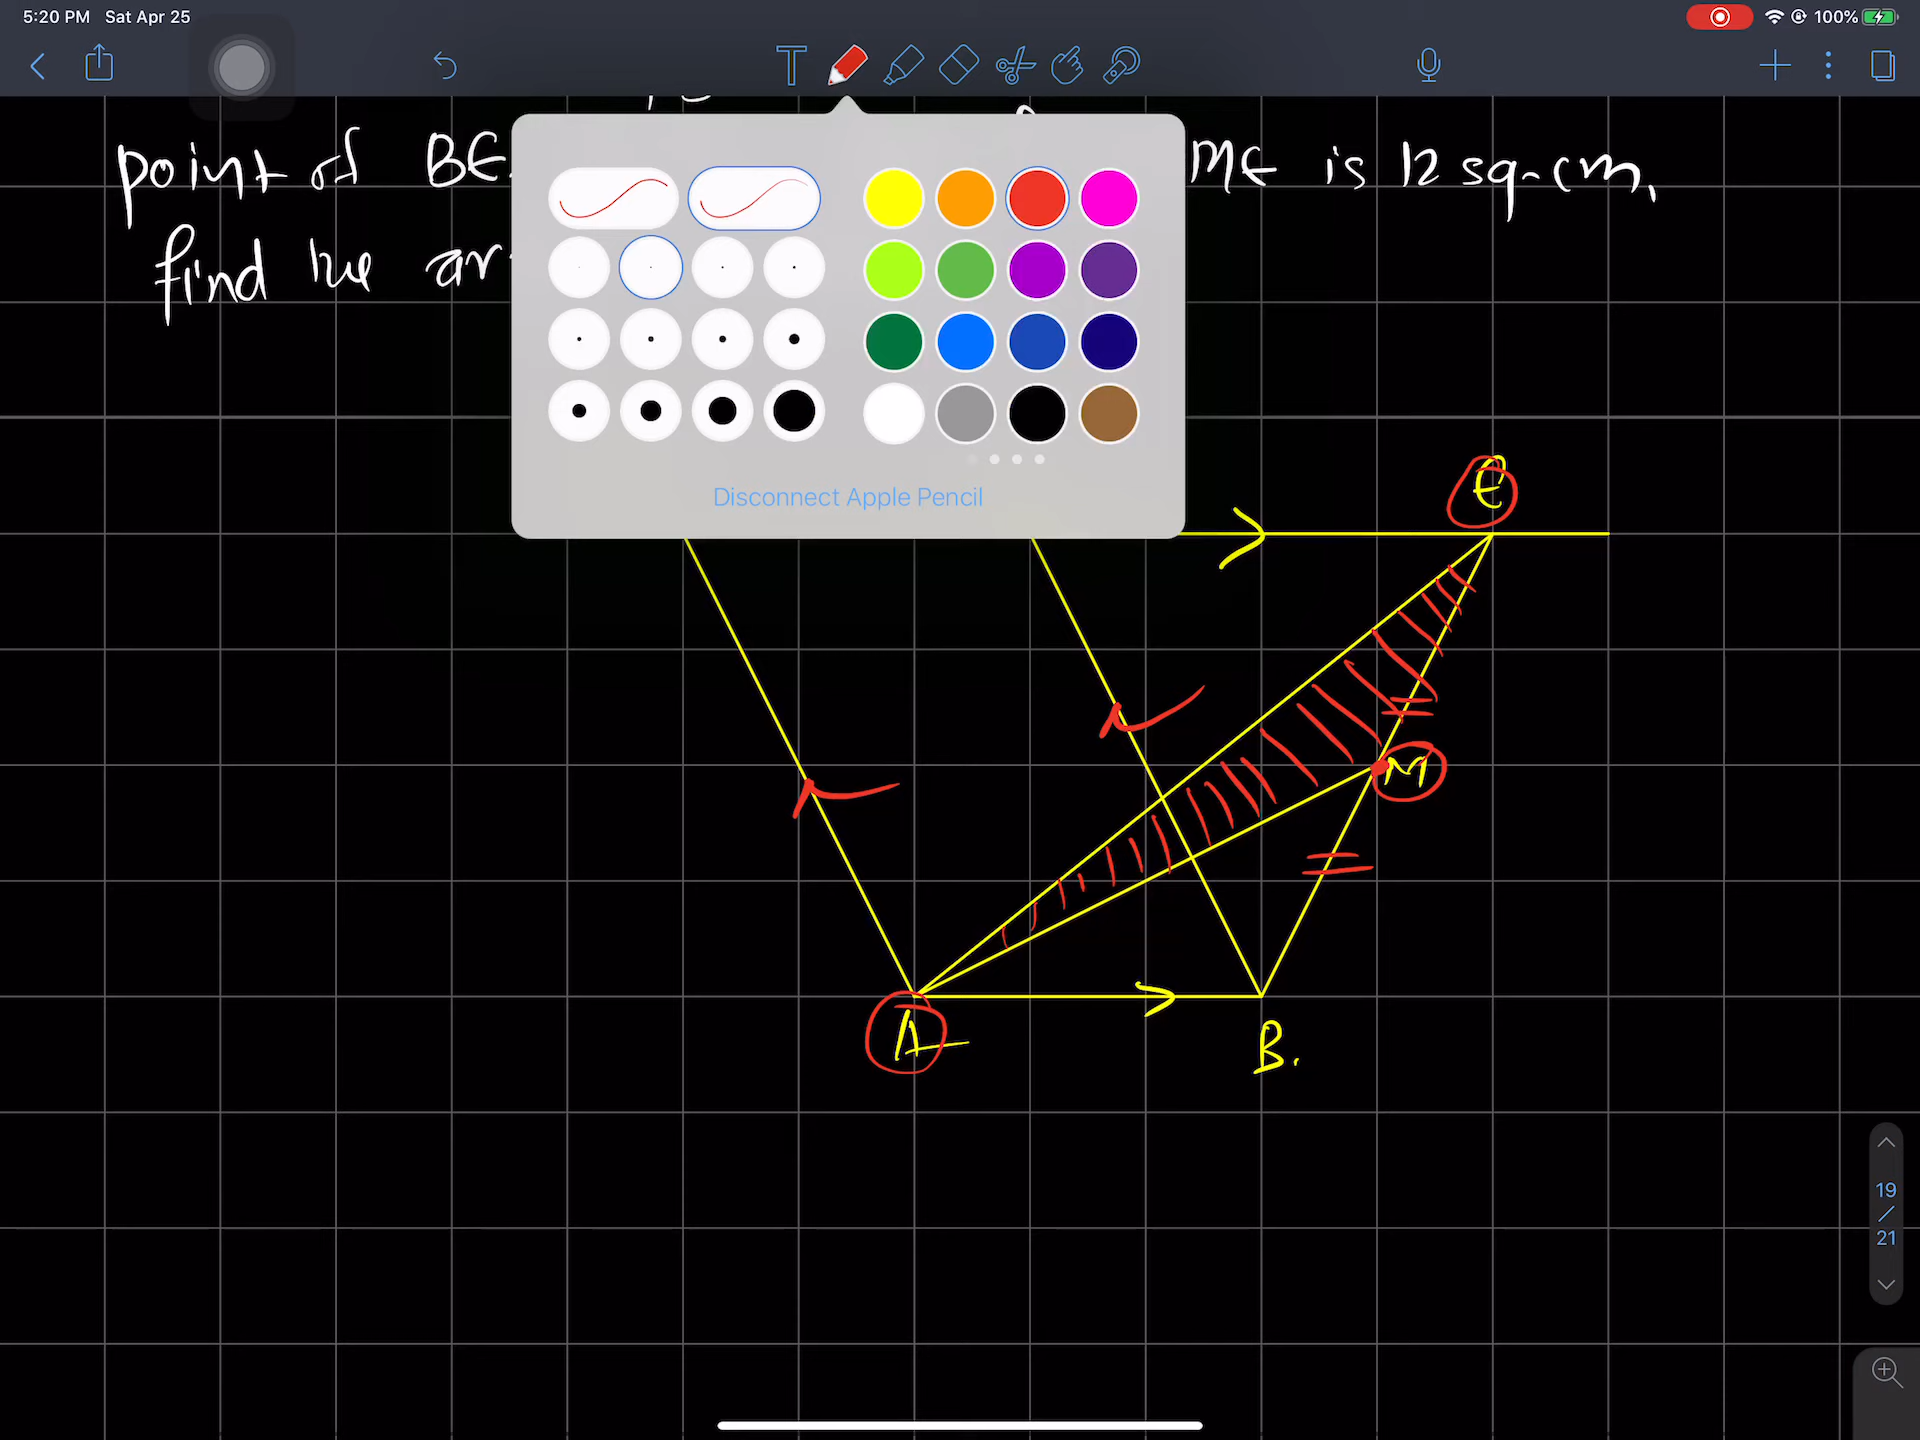 5:20 PM Sat Apr 25
100%
T
point of BE. ME is 12 sq.cm.
find the ar
Disconnect Apple Pencil
E
M
A
B.
19
/
21